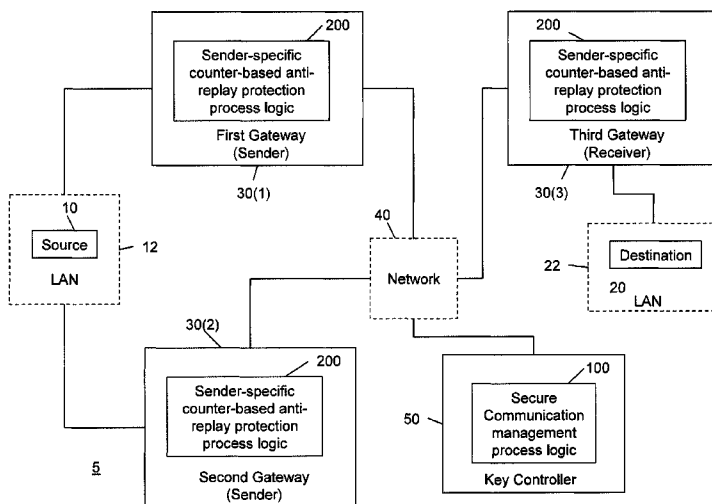 200
Sender-specific
counter-based anti-
replay protection
process logic
First Gateway
(Sender)
30(1)
200
Sender-specific
counter-based anti-
replay protection
process logic
Third Gateway
(Receiver)
30(3)
10
Source
LAN
12
40
Network
22
Destination
20
LAN
30(2)
200
Sender-specific
counter-based anti-
replay protection
process logic
Second Gateway
(Sender)
5
50
100
Secure
Communication
management
process logic
Key Controller